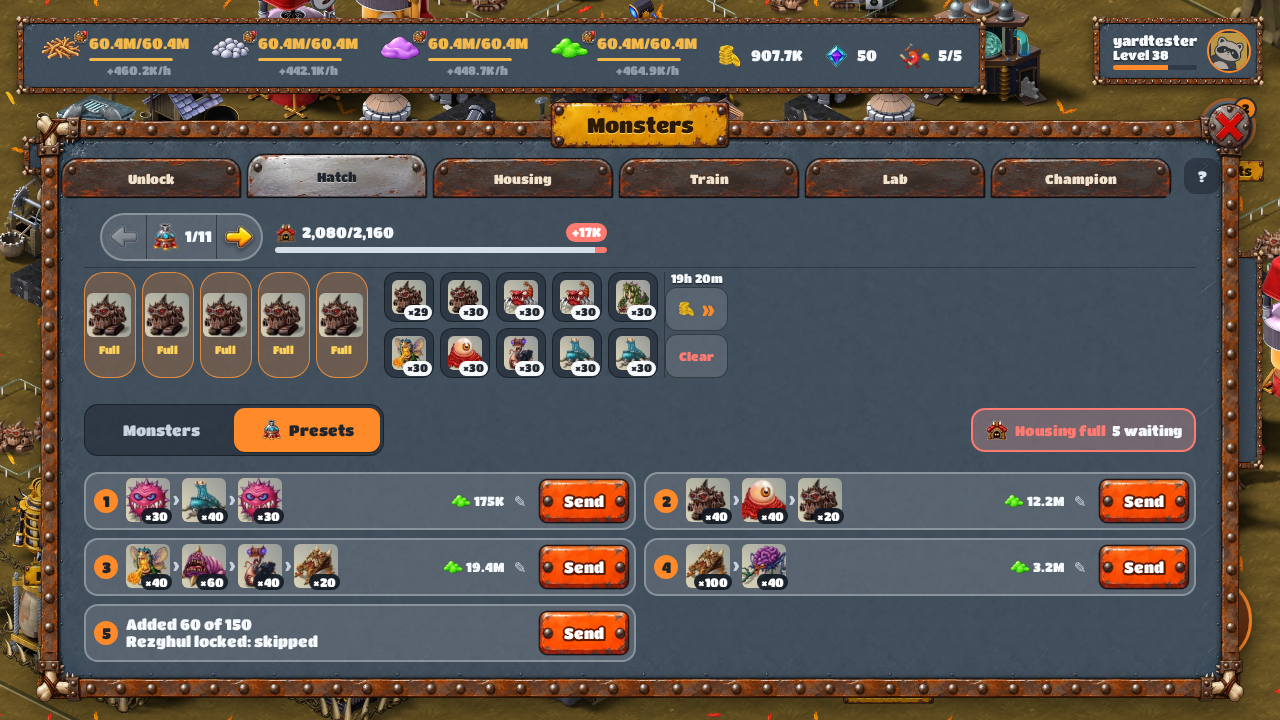 60.4M/60.4M
+460.2K/h
60.4M/60.4M
+442.1K/h
60.4M/60.4M
+448.7K/h
60.4M/60.4M
+464.9K/h
907.7K
50
5/5
yardtester
Level 38
Monsters
Unlock
Hatch
Housing
Train
Lab
Champion
?
1/11
2,080/2,160
+17K
Full
Full
Full
Full
Full
×29
×30
×30
×30
×30
×30
×30
×30
×30
×30
19h 20m
Clear
Monsters
Presets
Housing full 5 waiting
1
×30
×40
×30
175K
Send
2
×40
×40
×20
12.2M
Send
3
×40
×60
×40
×20
19.4M
Send
4
×100
×40
3.2M
Send
5
Added 60 of 150
Rezghul locked: skipped
Send